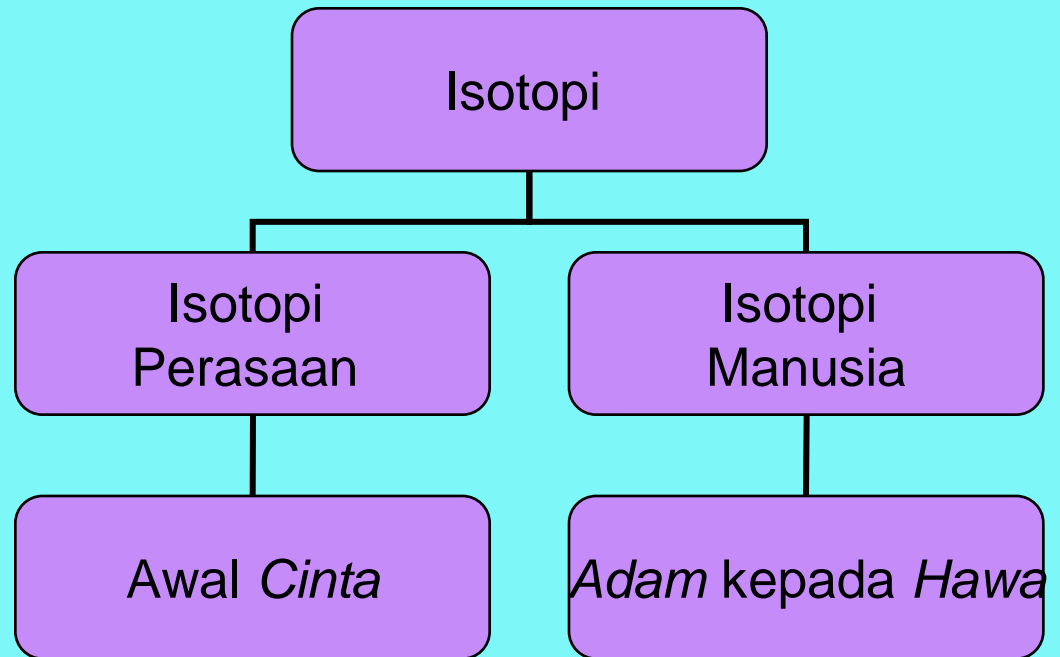 Isotopi
Isotopi
Perasaan
Isotopi
Manusia
Awal Cinta
Adam kepada Hawa